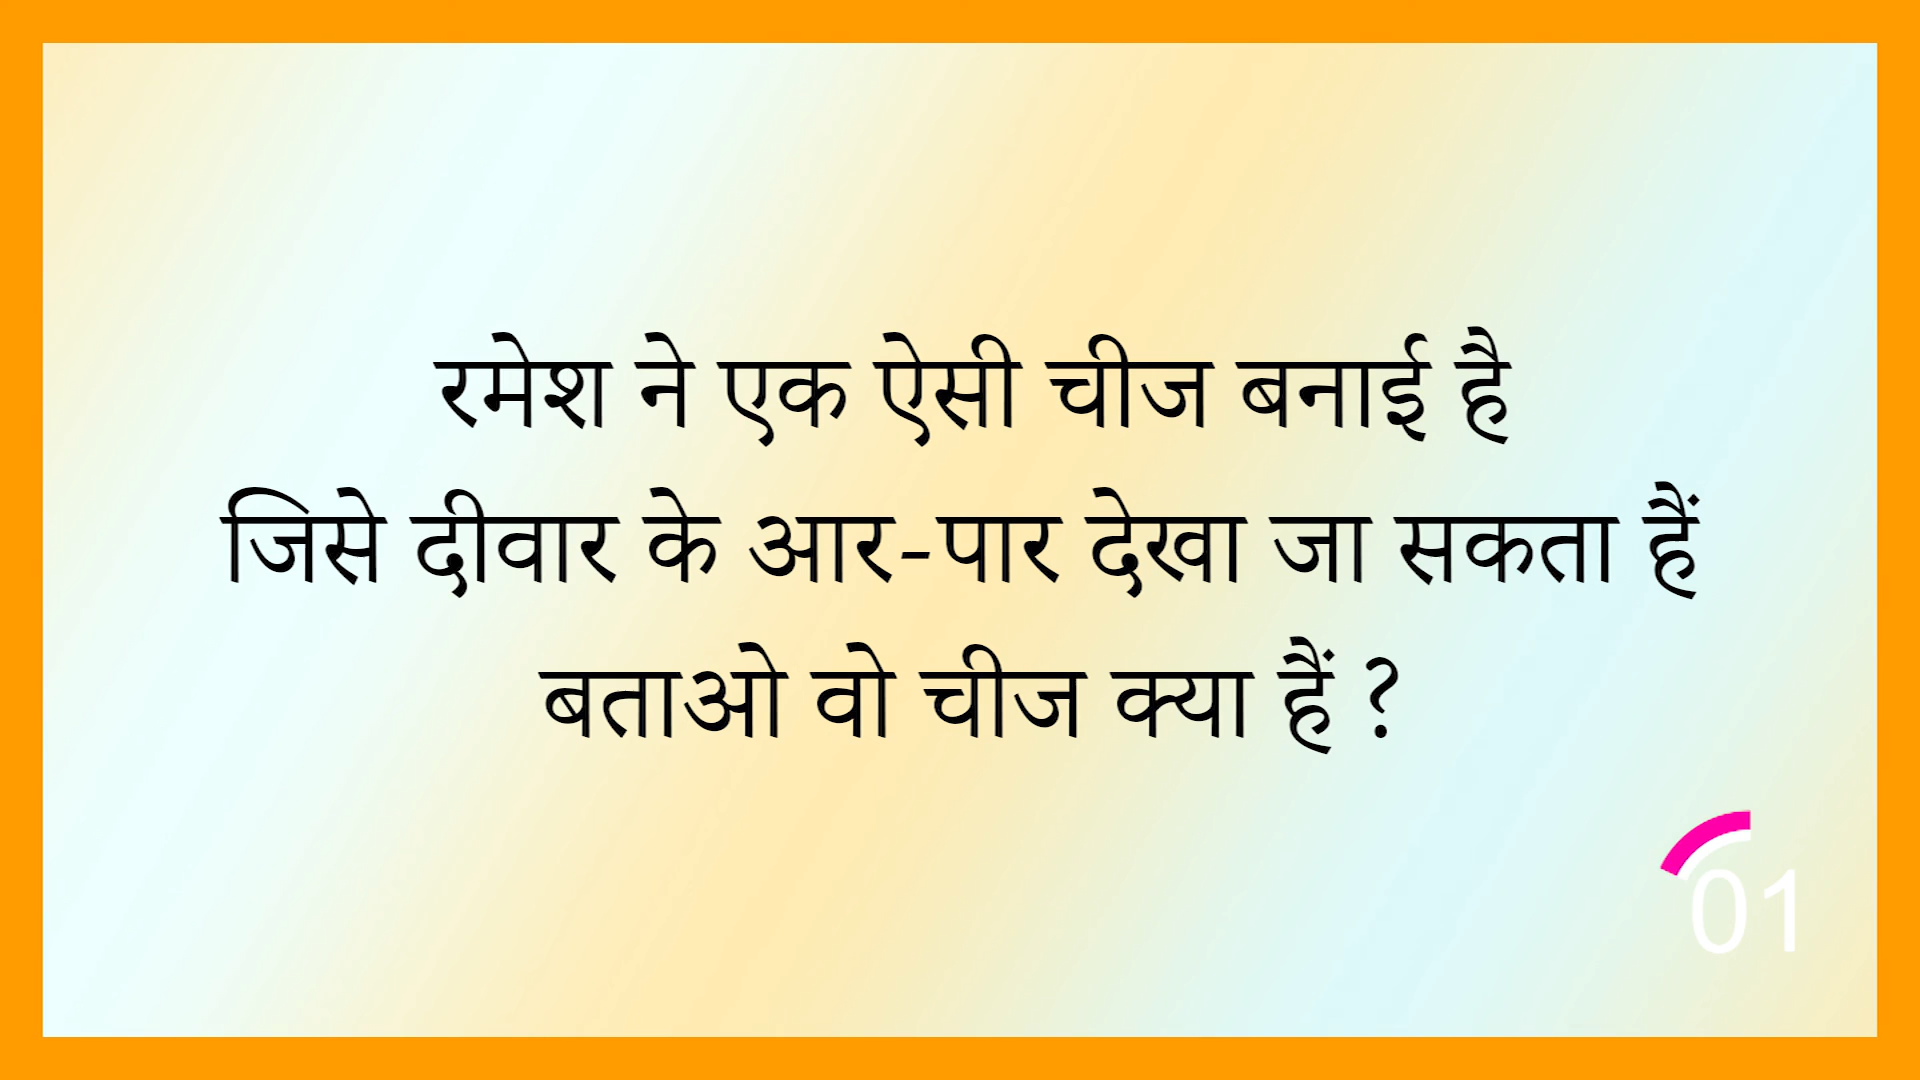 रमेश ने एक ऐसी चीज बनाई है
जिसे दीवार के आर-पार देखा जा सकता हैं
बताओ वो चीज क्या हैं ?
01